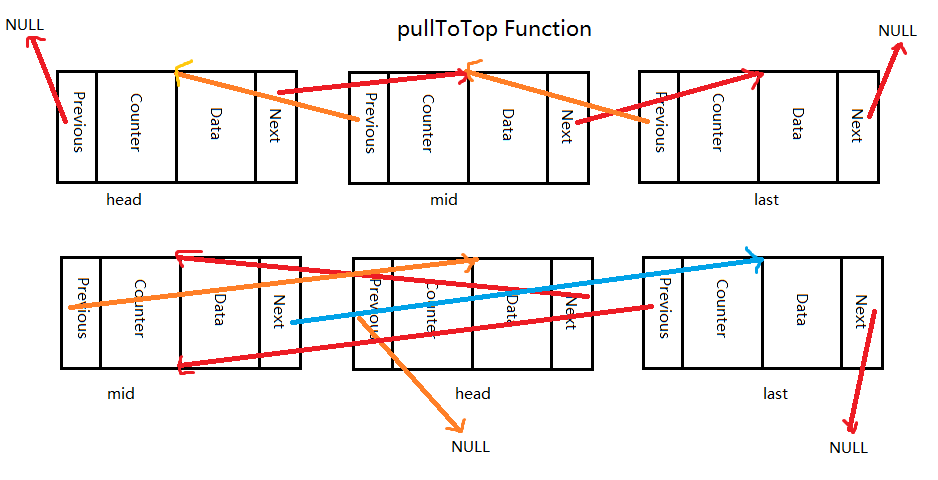 pullToTop Function
NULL
NULL
Previous
Counter
Data
Next
Previous
Counter
Data
Next
Previous
Counter
Data
Next
head
mid
last
Previous
Counter
Data
Next
Previous
Counter
Data
Next
Previous
Counter
Data
Next
mid
head
last
NULL
NULL